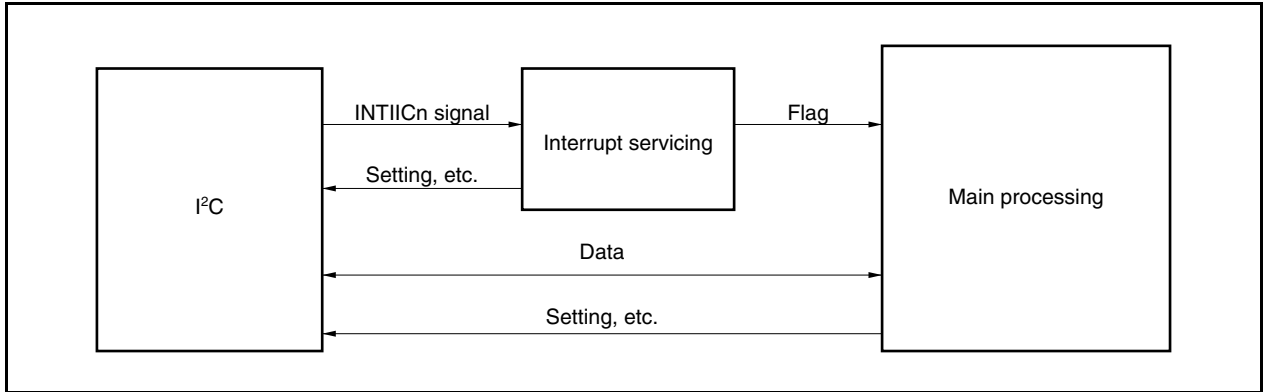 INTIICn signal
Flag
Interrupt servicing
Setting, etc.
I²C
Main processing
Data
Setting, etc.